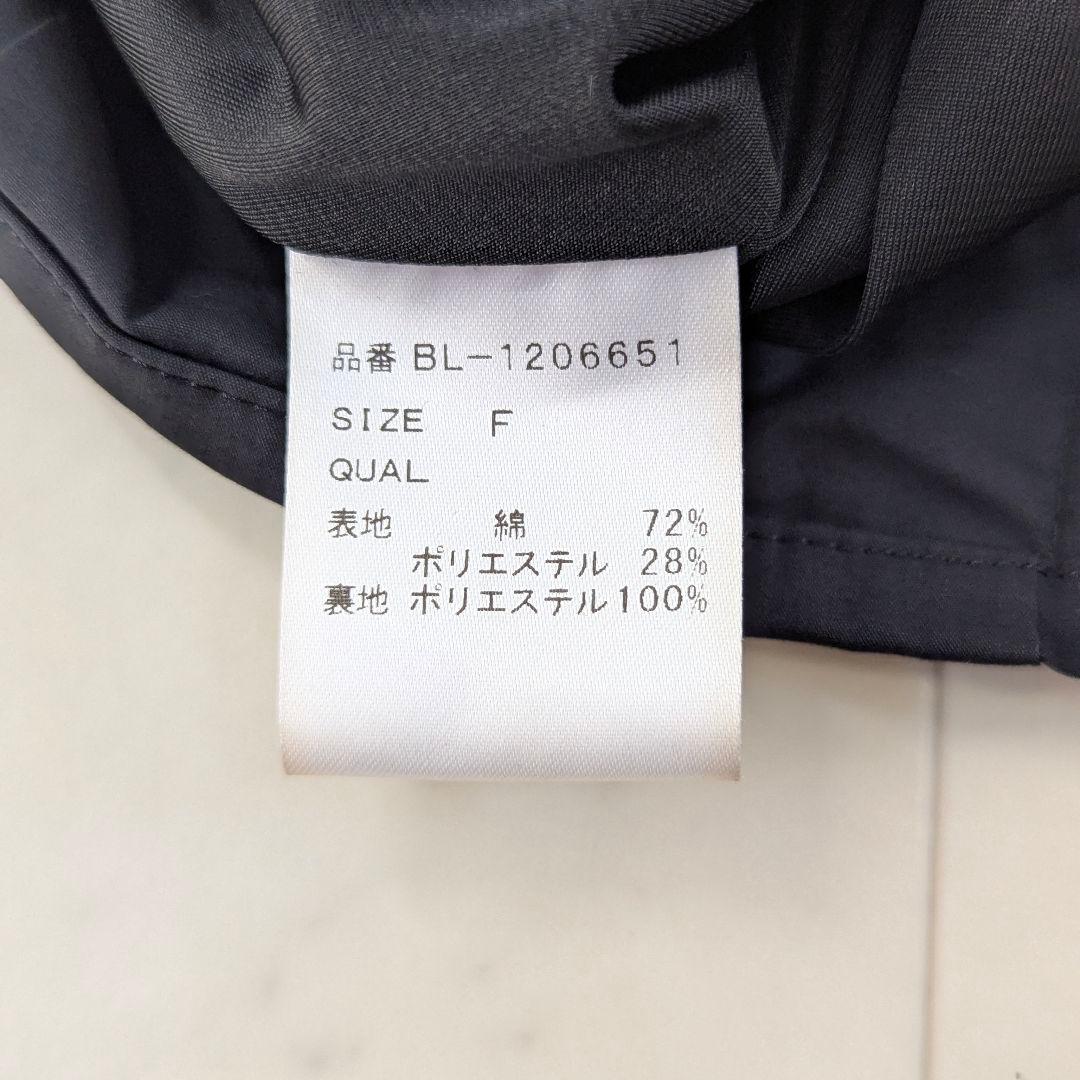 品番 BL-1206651
SIZE F
QUAL
表地 綿 72%
ポリエステル 28%
裏地 ポリエステル100%